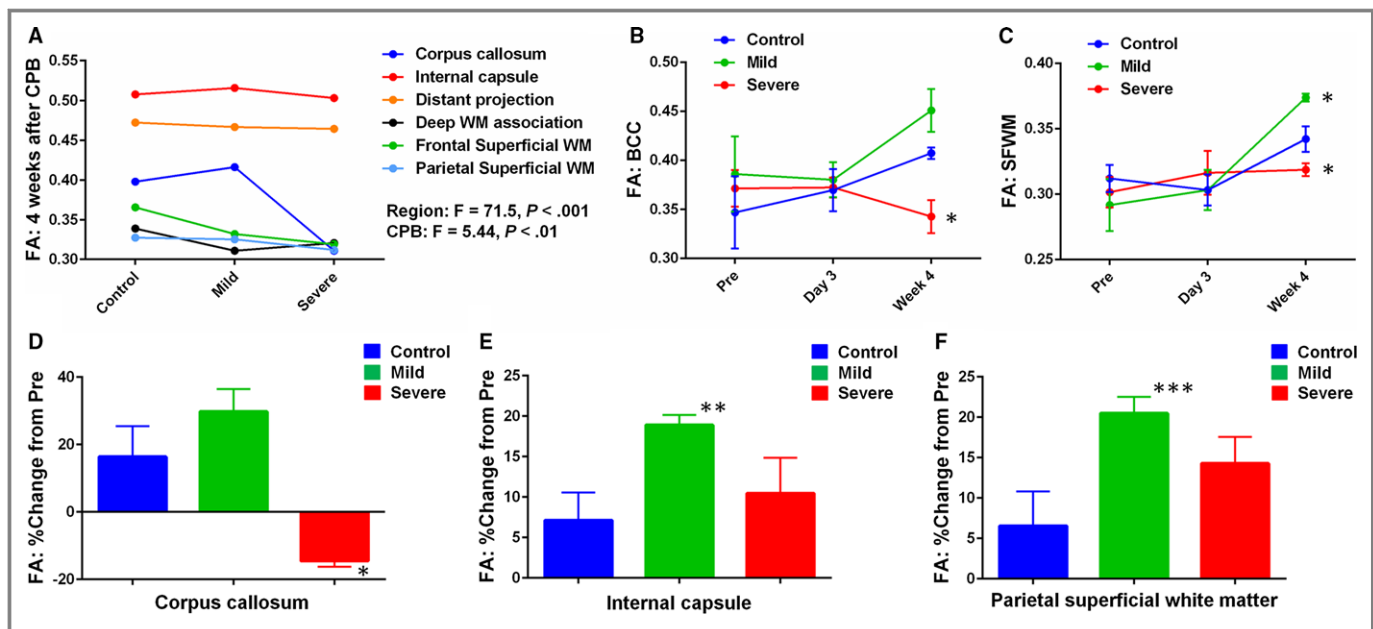 A
FA: 4 weeks after CPB
0.55
0.50
0.45
0.40
0.35
0.30
Control
Mild
Severe
Corpus callosum
Internal capsule
Distant projection
Deep WM association
Frontal Superficial WM
Parietal Superficial WM
Region: F = 71.5, P < .001
CPB: F = 5.44, P < .01
B
Control
Mild
Severe
FA: BCC
0.50
0.45
0.40
0.35
0.30
*
Pre
Day 3
Week 4
C
Control
Mild
Severe
FA: SFWM
0.40
0.35
0.30
0.25
*
*
Pre
Day 3
Week 4
D
Control
Mild
Severe
FA: %Change from Pre
40
20
0
-20
*
Corpus callosum
E
Control
Mild
Severe
FA: %Change from Pre
25
20
15
10
5
0
**
Internal capsule
F
Control
Mild
Severe
FA: %Change from Pre
25
20
15
10
5
0
***
Parietal superficial white matter